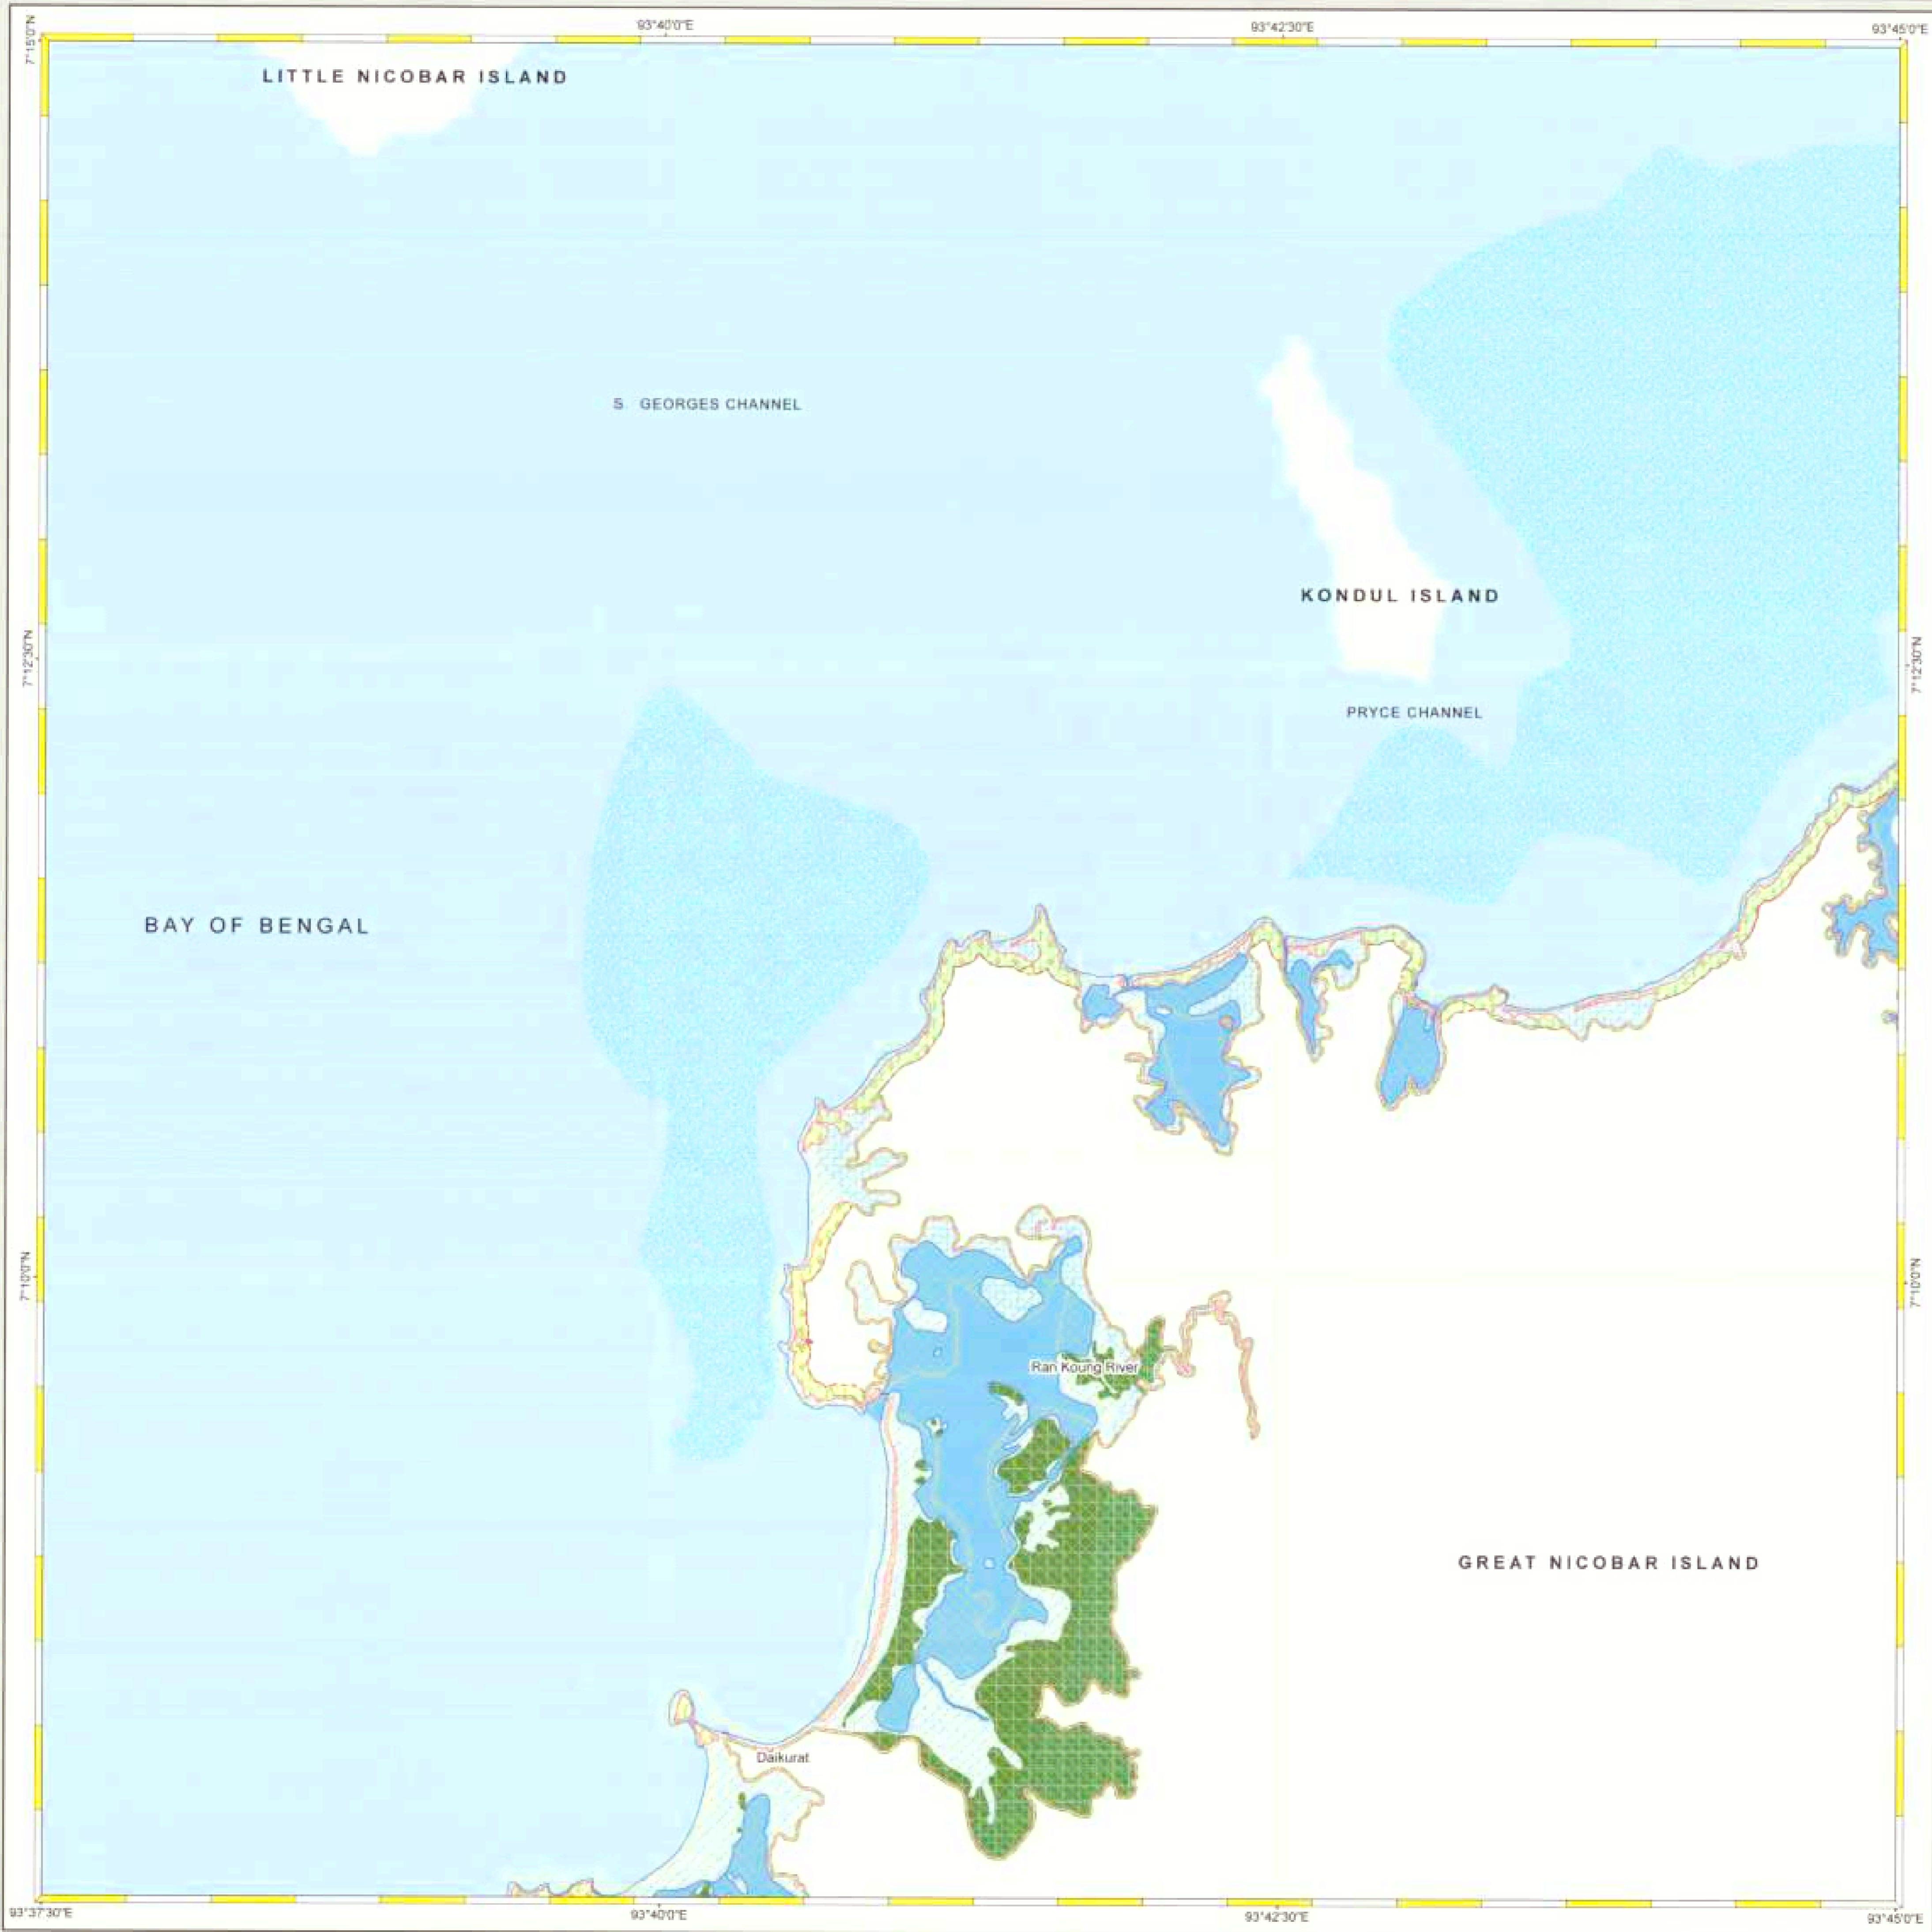 93°40'0"E
93°42'30"E
93°45'0"E
7°15'0"N
LITTLE NICOBAR ISLAND
S. GEORGES CHANNEL
KONDUL ISLAND
7°12'30"N
7°12'30"N
PRYCE CHANNEL
BAY OF BENGAL
7°10'0"N
7°10'0"N
Ran Koung River
GREAT NICOBAR ISLAND
Daikurat
93°37'30"E
93°40'0"E
93°42'30"E
93°45'0"E